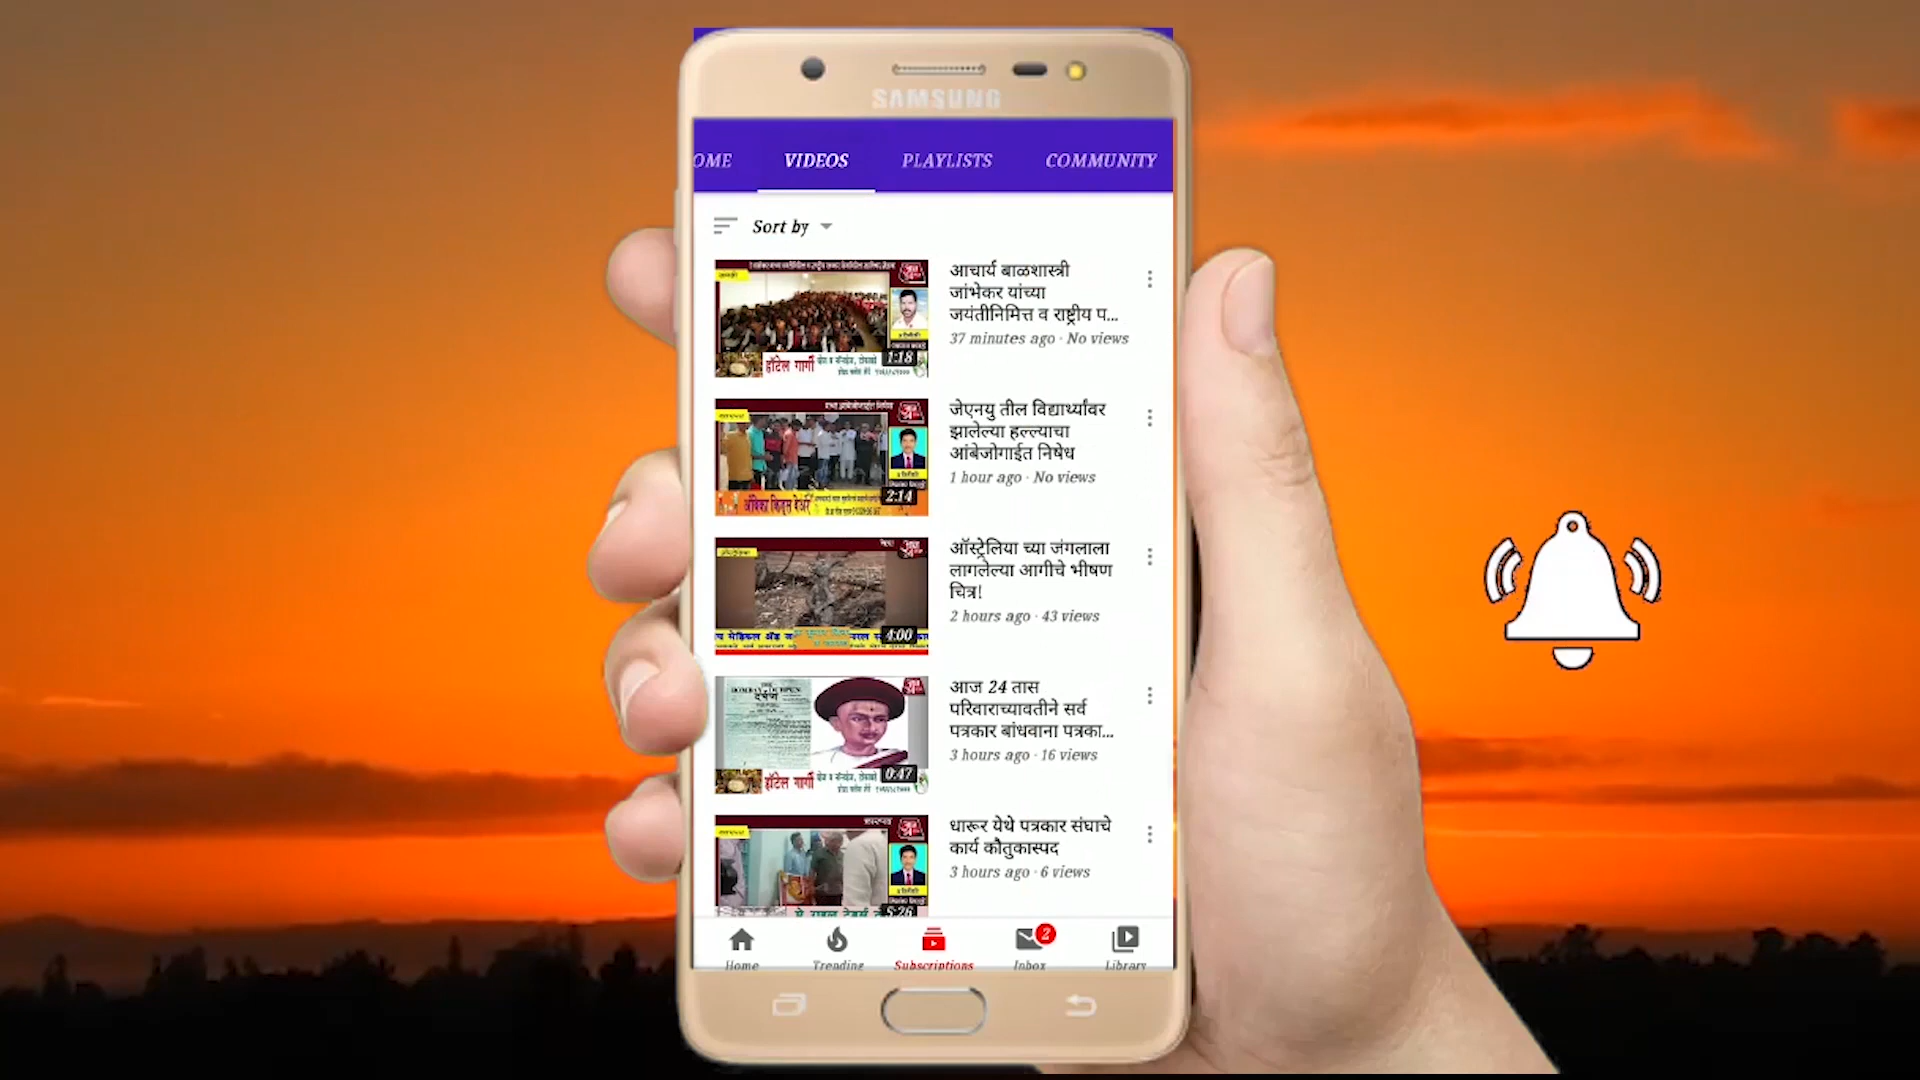 SAMSUNG
OME VIDEOS PLAYLISTS COMMUNITY
Sort by
आचार्य बाळशास्त्री
जांभेकर यांच्या
जयंतीनिमित्त व राष्ट्रीय प...
37 minutes ago · No views
हॉटेल गार्गी
1:18
जेएनयु तील विद्यार्थ्यांवर
झालेल्या हल्ल्याचा
आंबेजोगाईत निषेध
1 hour ago · No views
2:14
ऑस्ट्रेलिया च्या जंगलाला
लागलेल्या आगीचे भीषण
चित्र!
2 hours ago · 43 views
4:00
आज 24 तास
परिवाराच्यावतीने सर्व
पत्रकार बांधवाना पत्रका...
3 hours ago · 16 views
हॉटेल गार्गी
0:47
धारूर येथे पत्रकार संघाचे
कार्य कौतुकास्पद
3 hours ago · 6 views
5:26
2
Home Trending Subscriptions Inbox Library